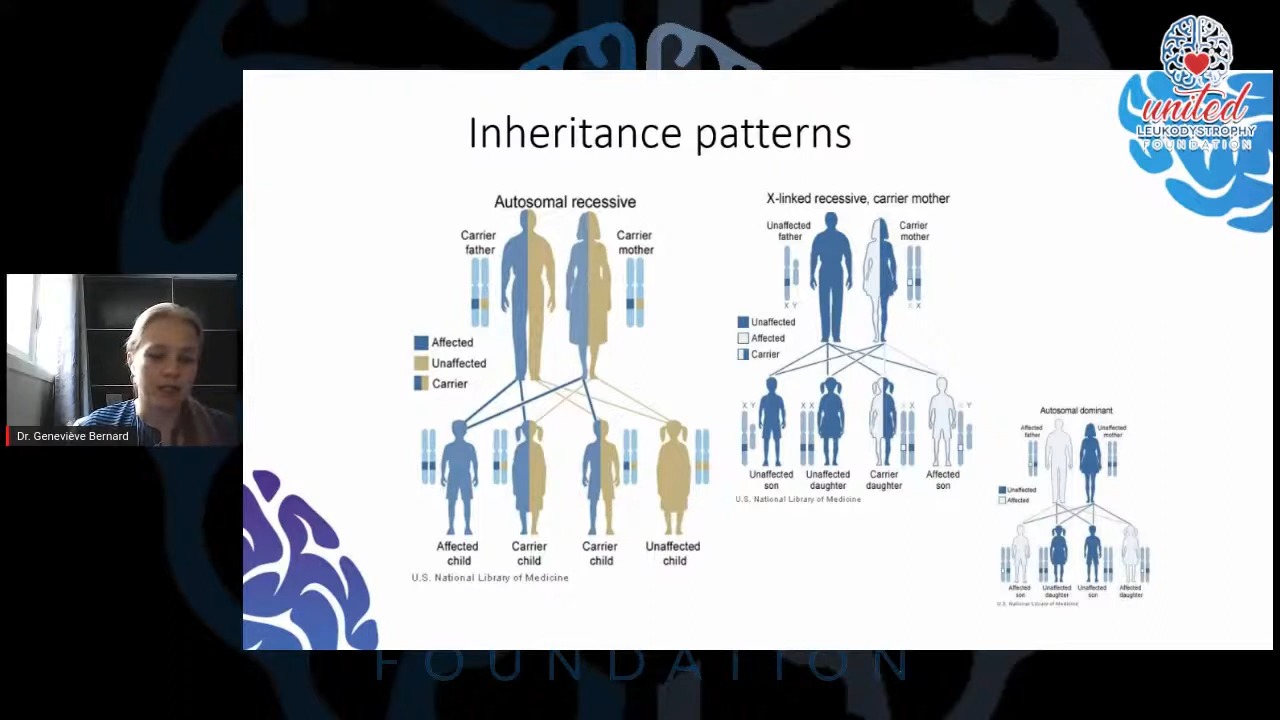 united
LEUKODYSTROPHY
FOUNDATION
Inheritance patterns
Autosomal recessive
Carrier
father
Carrier
mother
Affected
Unaffected
Carrier
Affected
child
Carrier
child
Carrier
child
Unaffected
child
U.S. National Library of Medicine
X-linked recessive, carrier mother
Unaffected
father
Carrier
mother
X Y
X X
Unaffected
Affected
Carrier
X Y
X X
X X
X Y
Unaffected
son
Unaffected
daughter
Carrier
daughter
Affected
son
U.S. National Library of Medicine
Autosomal dominant
Affected
father
Unaffected
mother
Unaffected
Affected
Affected
son
Unaffected
daughter
Unaffected
son
Affected
daughter
U.S. National Library of Medicine
Dr. Geneviève Bernard
FOUNDATION